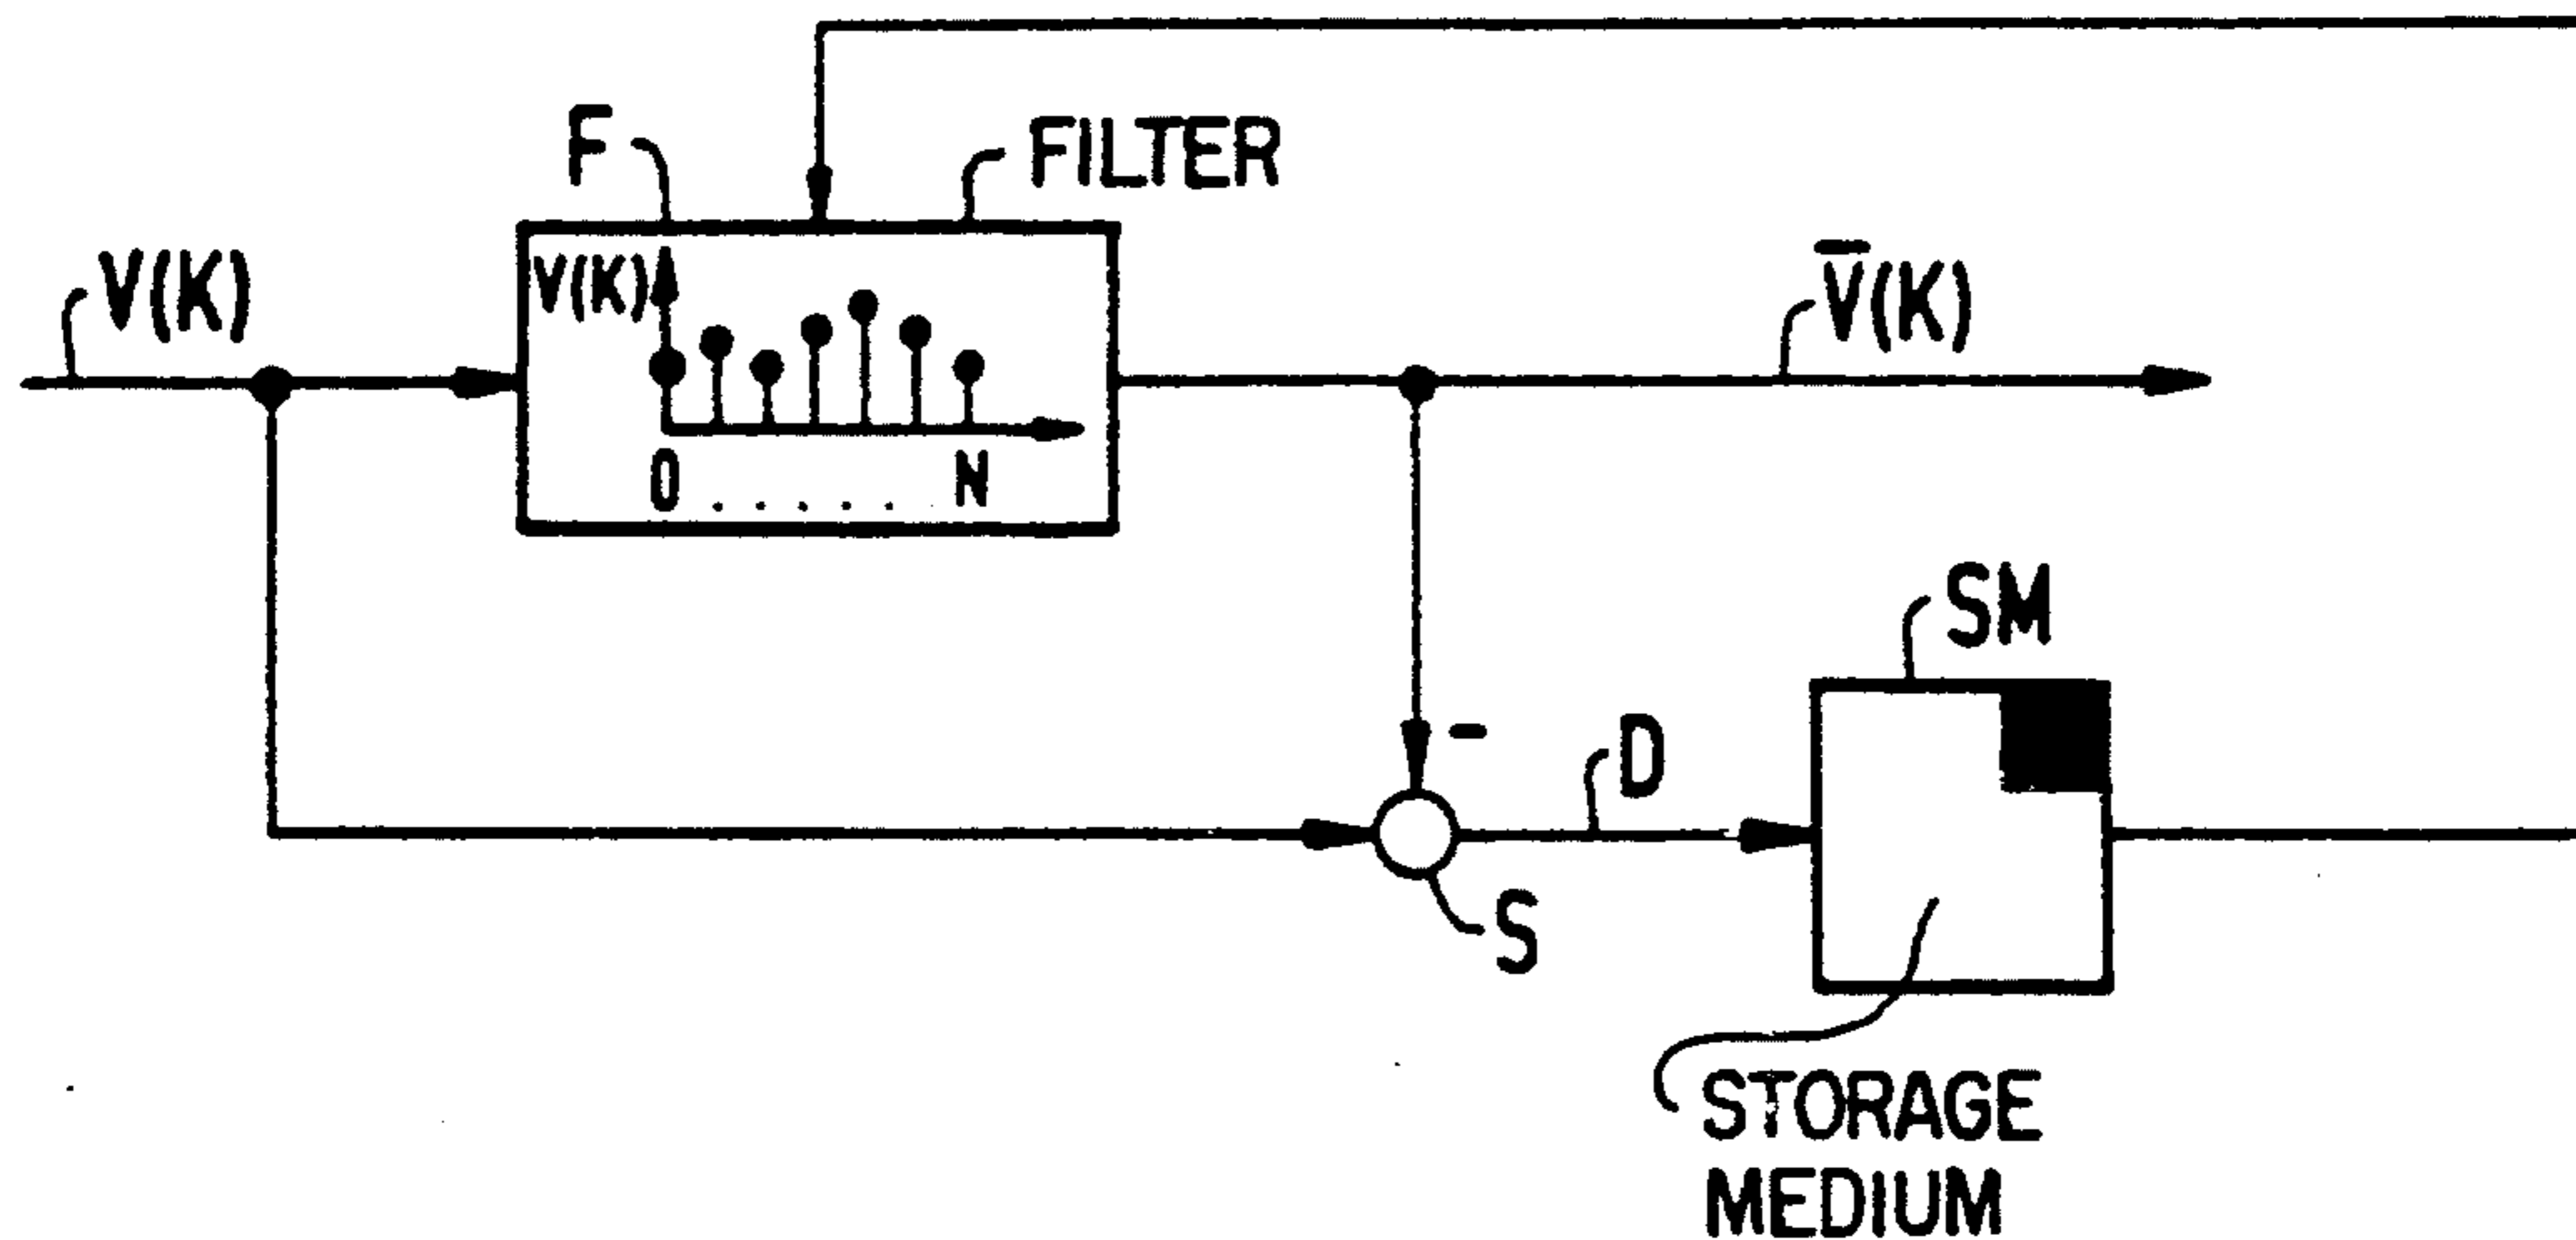 F
FILTER
V(K)
V(K)
V̅(K)
0 . . . . . N
SM
-
D
S
STORAGE
MEDIUM